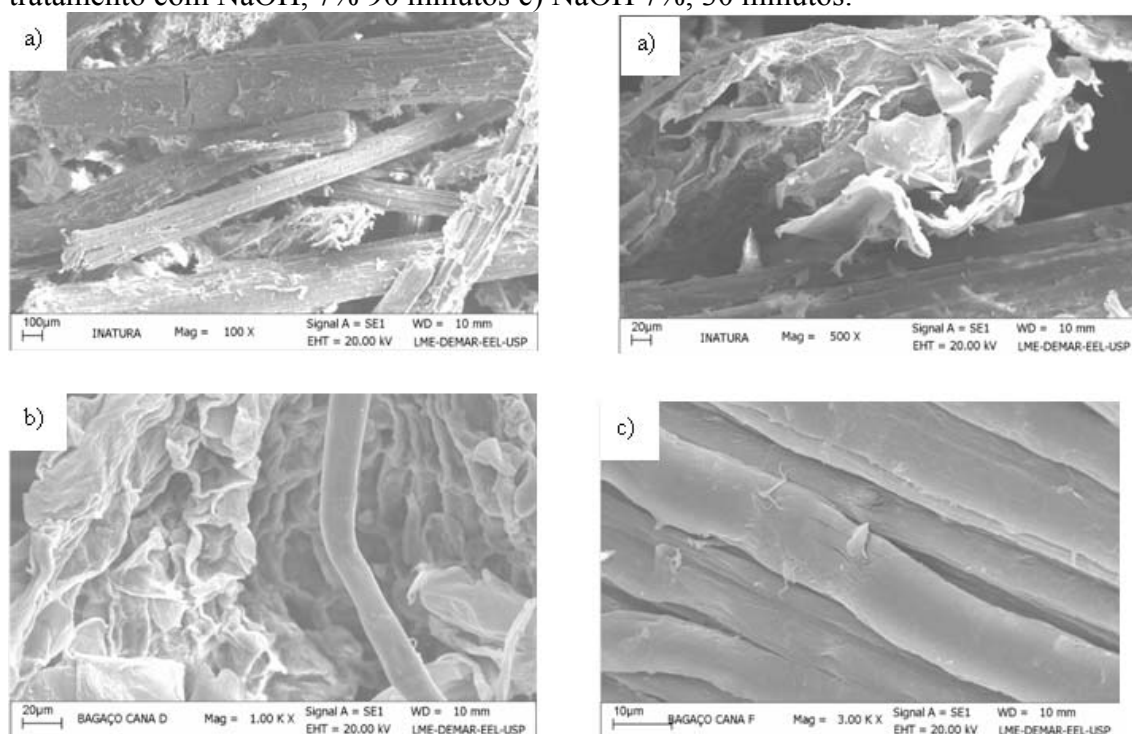 tratamento com NaOH, 7% 90 minutos c) NaOH 7%, 30 minutos.
a)
100µm
INATURA
Mag = 100 X
Signal A = SE1
EHT = 20.00 kV
WD = 10 mm
LME-DEMAR-EEL-USP
a)
20µm
INATURA
Mag = 500 X
Signal A = SE1
EHT = 20.00 kV
WD = 10 mm
LME-DEMAR-EEL-USP
b)
20µm
BAGAÇO CANA D
Mag = 1.00 K X
Signal A = SE1
EHT = 20.00 kV
WD = 10 mm
LME-DEMAR-EEL-USP
c)
10µm
BAGAÇO CANA F
Mag = 3.00 K X
Signal A = SE1
EHT = 20.00 kV
WD = 10 mm
LME-DEMAR-EEL-USP